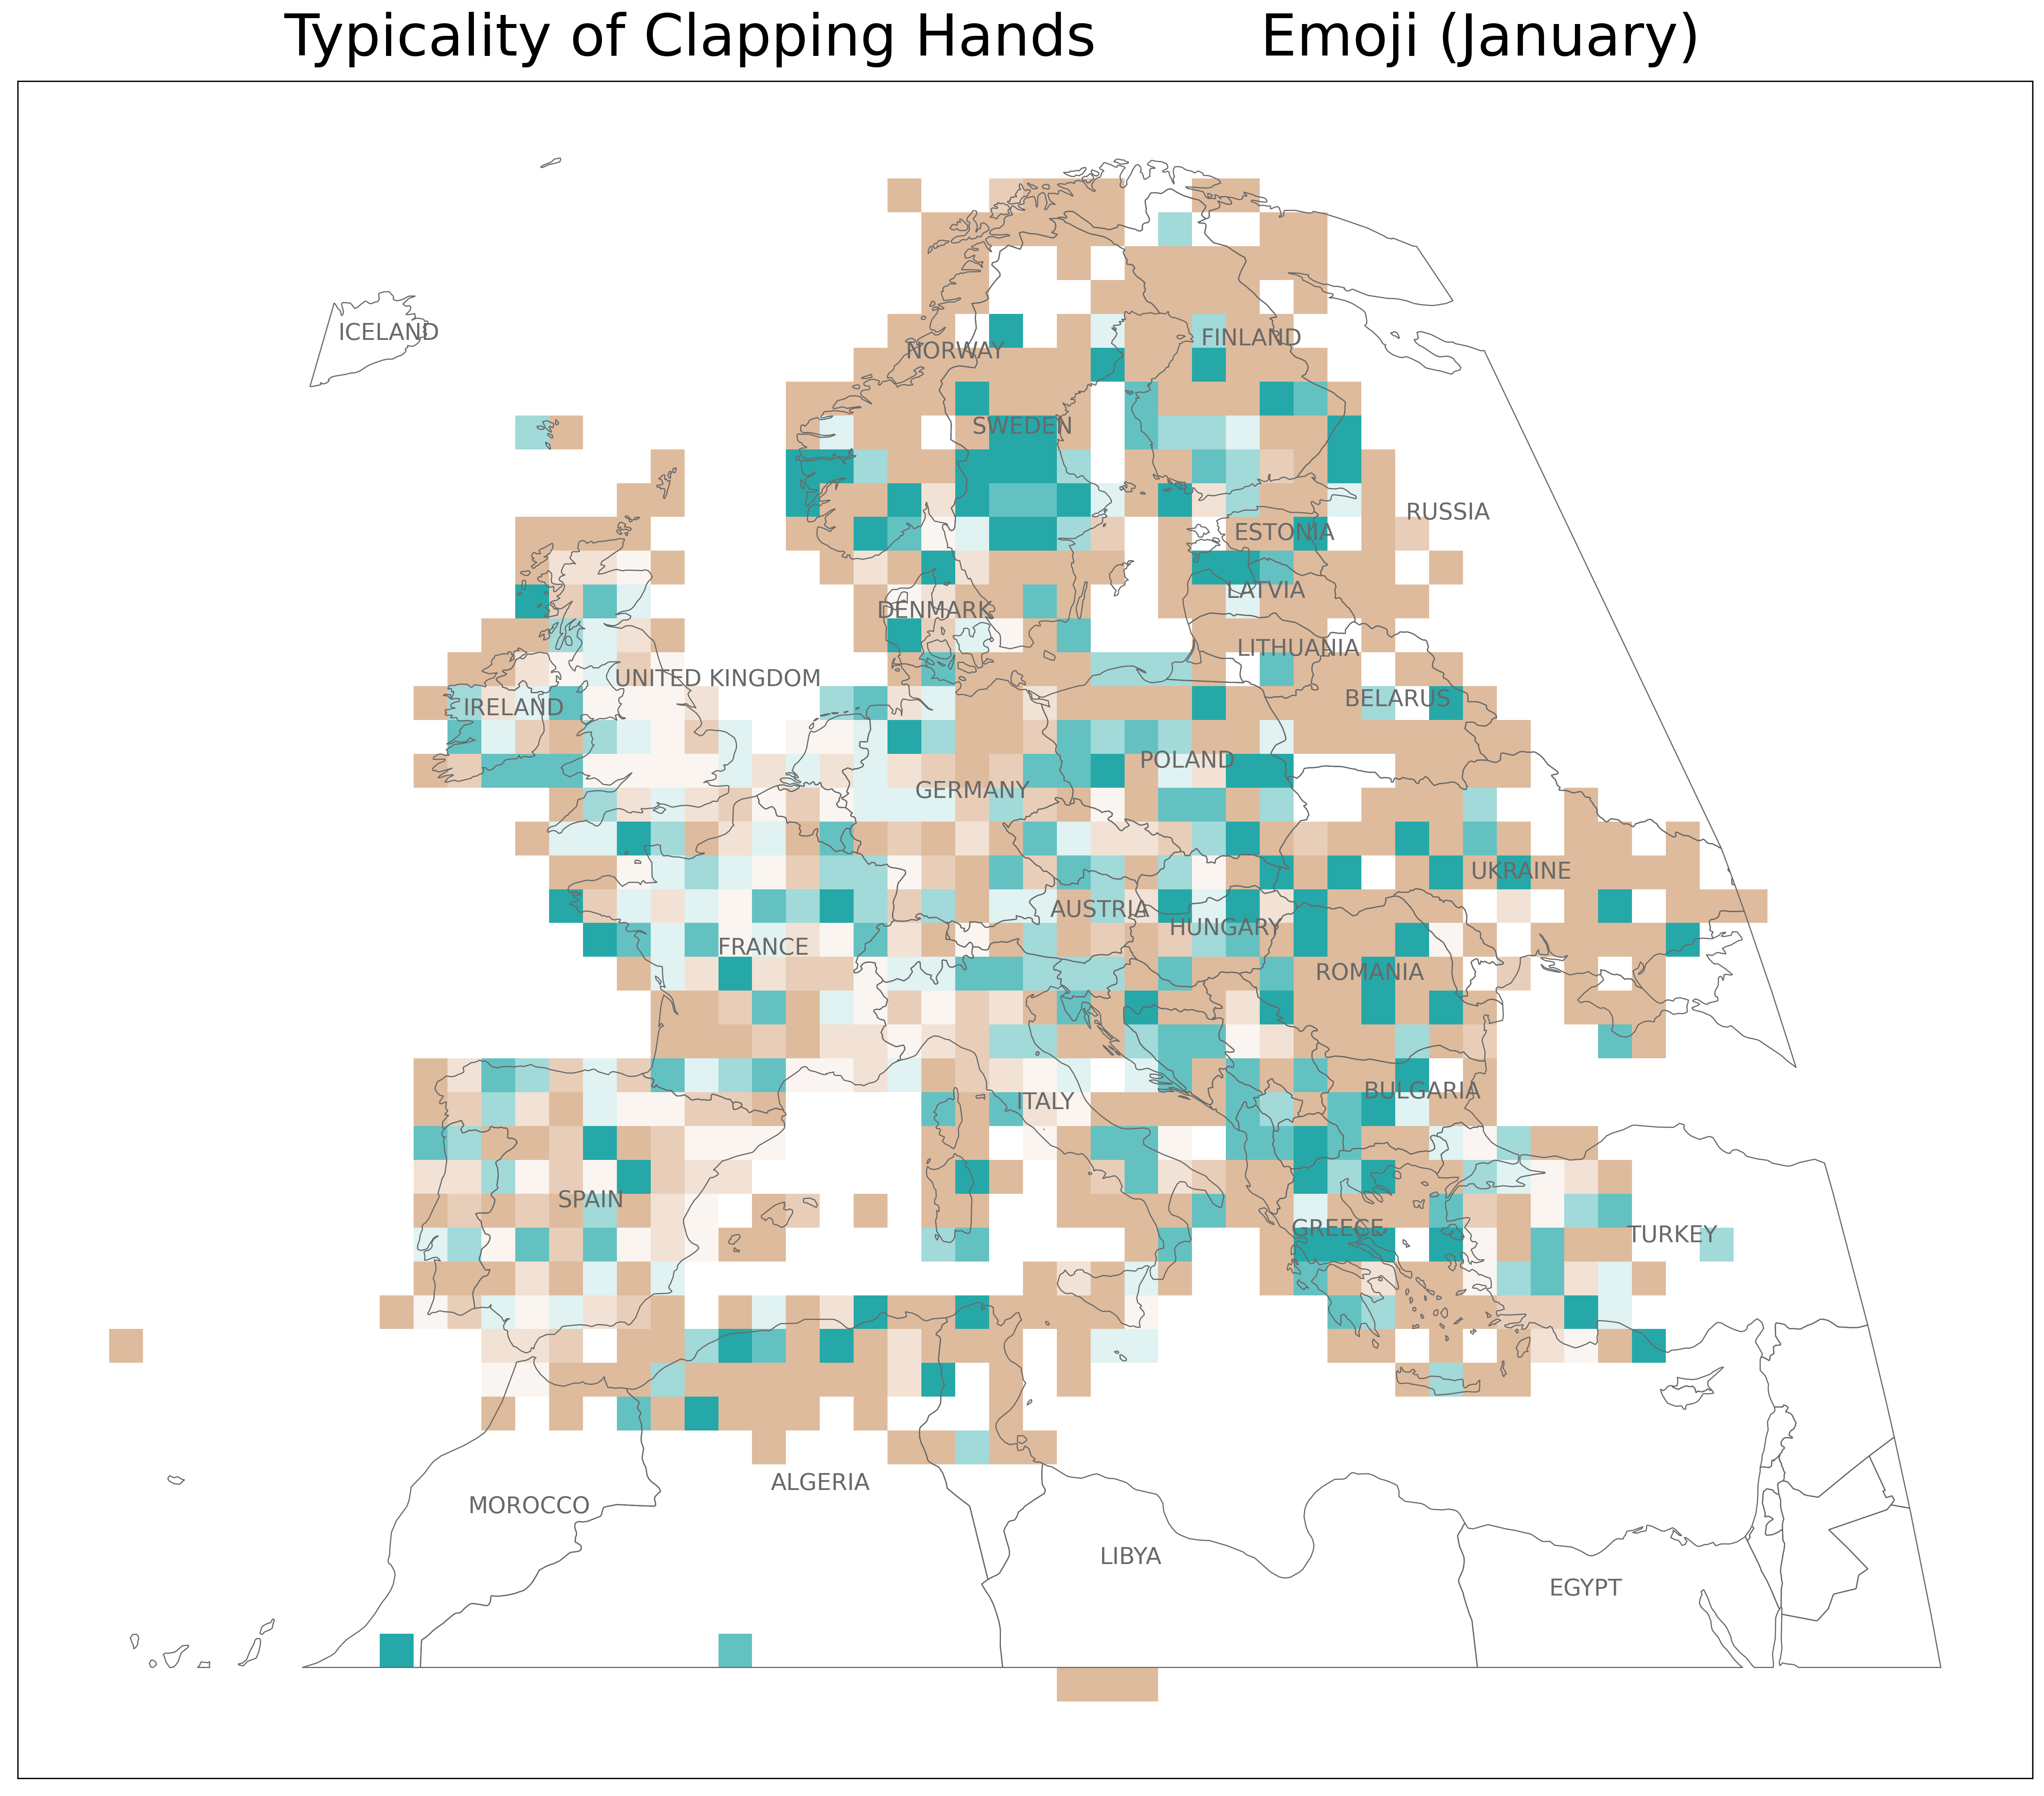 Typicality of Clapping Hands Emoji (January)
ICELAND
NORWAY
FINLAND
SWEDEN
RUSSIA
ESTONIA
LATVIA
DENMARK
LITHUANIA
UNITED KINGDOM
BELARUS
IRELAND
POLAND
GERMANY
UKRAINE
AUSTRIA
HUNGARY
FRANCE
ROMANIA
BULGARIA
ITALY
SPAIN
GREECE
TURKEY
ALGERIA
MOROCCO
LIBYA
EGYPT